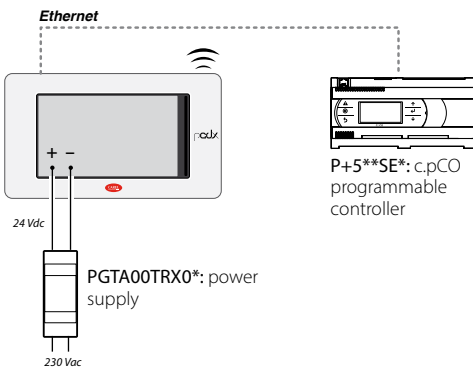 Ethernet
+ −
24 Vdc
P+5**SE*: c.pCO
programmable
controller
PGTA00TRX0*: power
supply
230 Vac